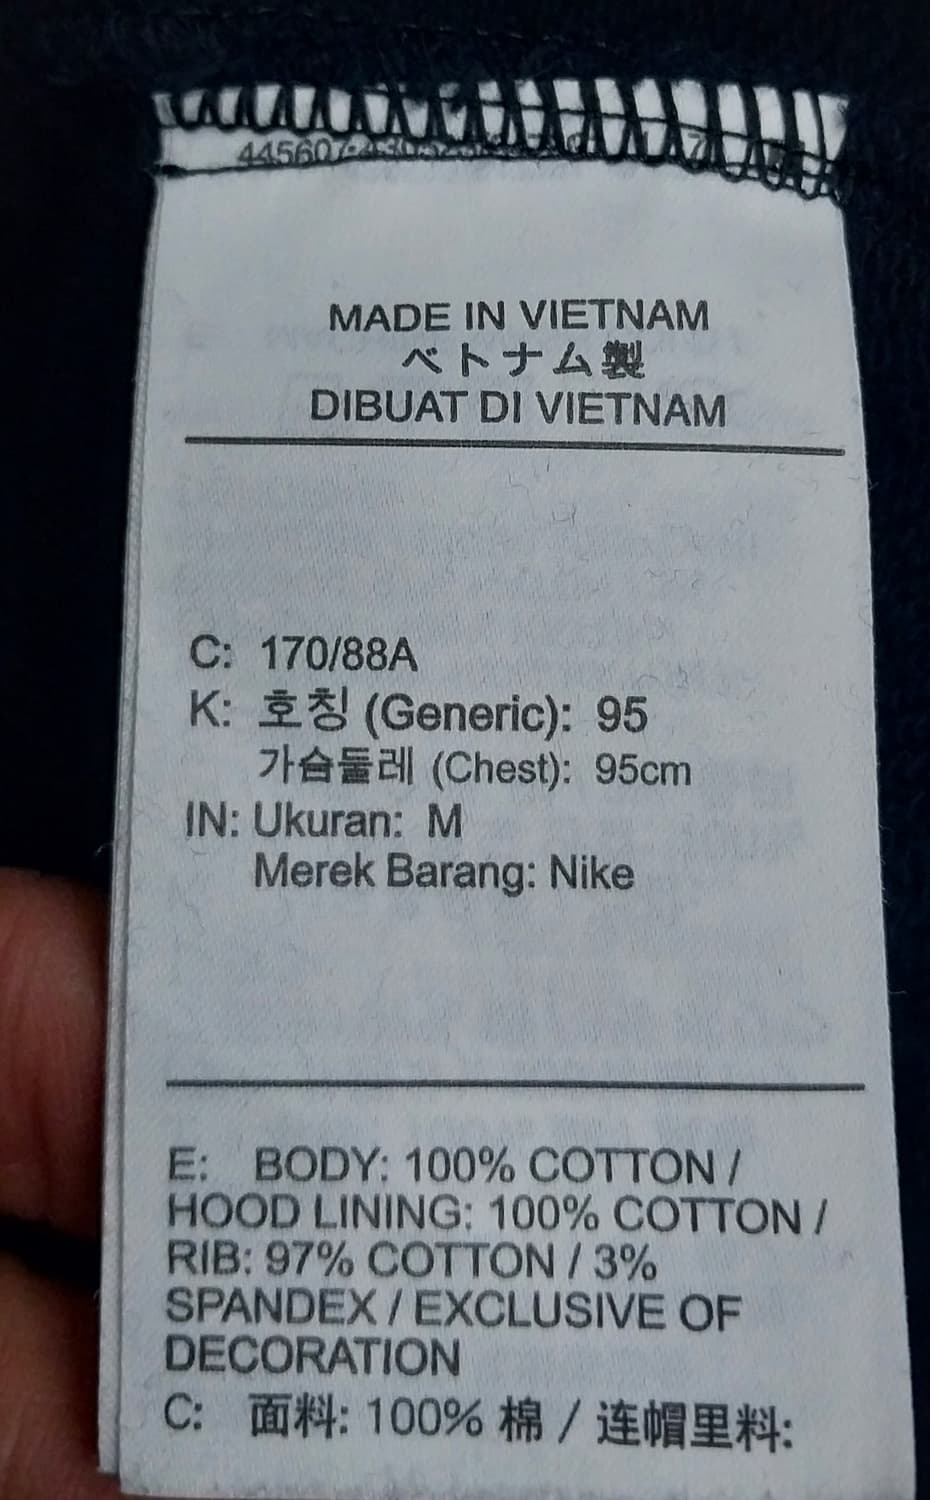 MADE IN VIETNAM
ベトナム製
DIBUAT DI VIETNAM
C: 170/88A
K: 호칭 (Generic): 95
가슴둘레 (Chest): 95cm
IN: Ukuran: M
Merek Barang: Nike
E: BODY: 100% COTTON /
HOOD LINING: 100% COTTON /
RIB: 97% COTTON / 3%
SPANDEX / EXCLUSIVE OF
DECORATION
C: 面料: 100% 棉 / 连帽里料: